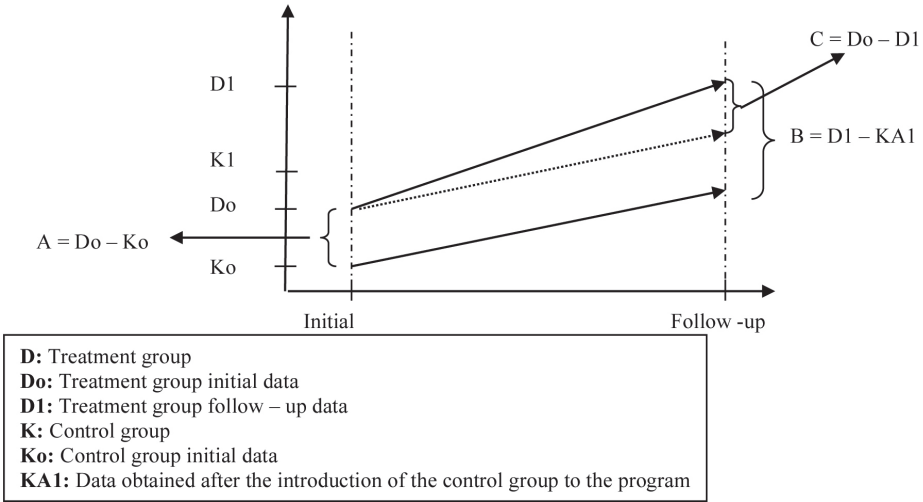 C = Do – D1
D1
B = D1 – KA1
K1
Do
A = Do – Ko
Ko
Initial
Follow -up
D: Treatment group
Do: Treatment group initial data
D1: Treatment group follow – up data
K: Control group
Ko: Control group initial data
KA1: Data obtained after the introduction of the control group to the program